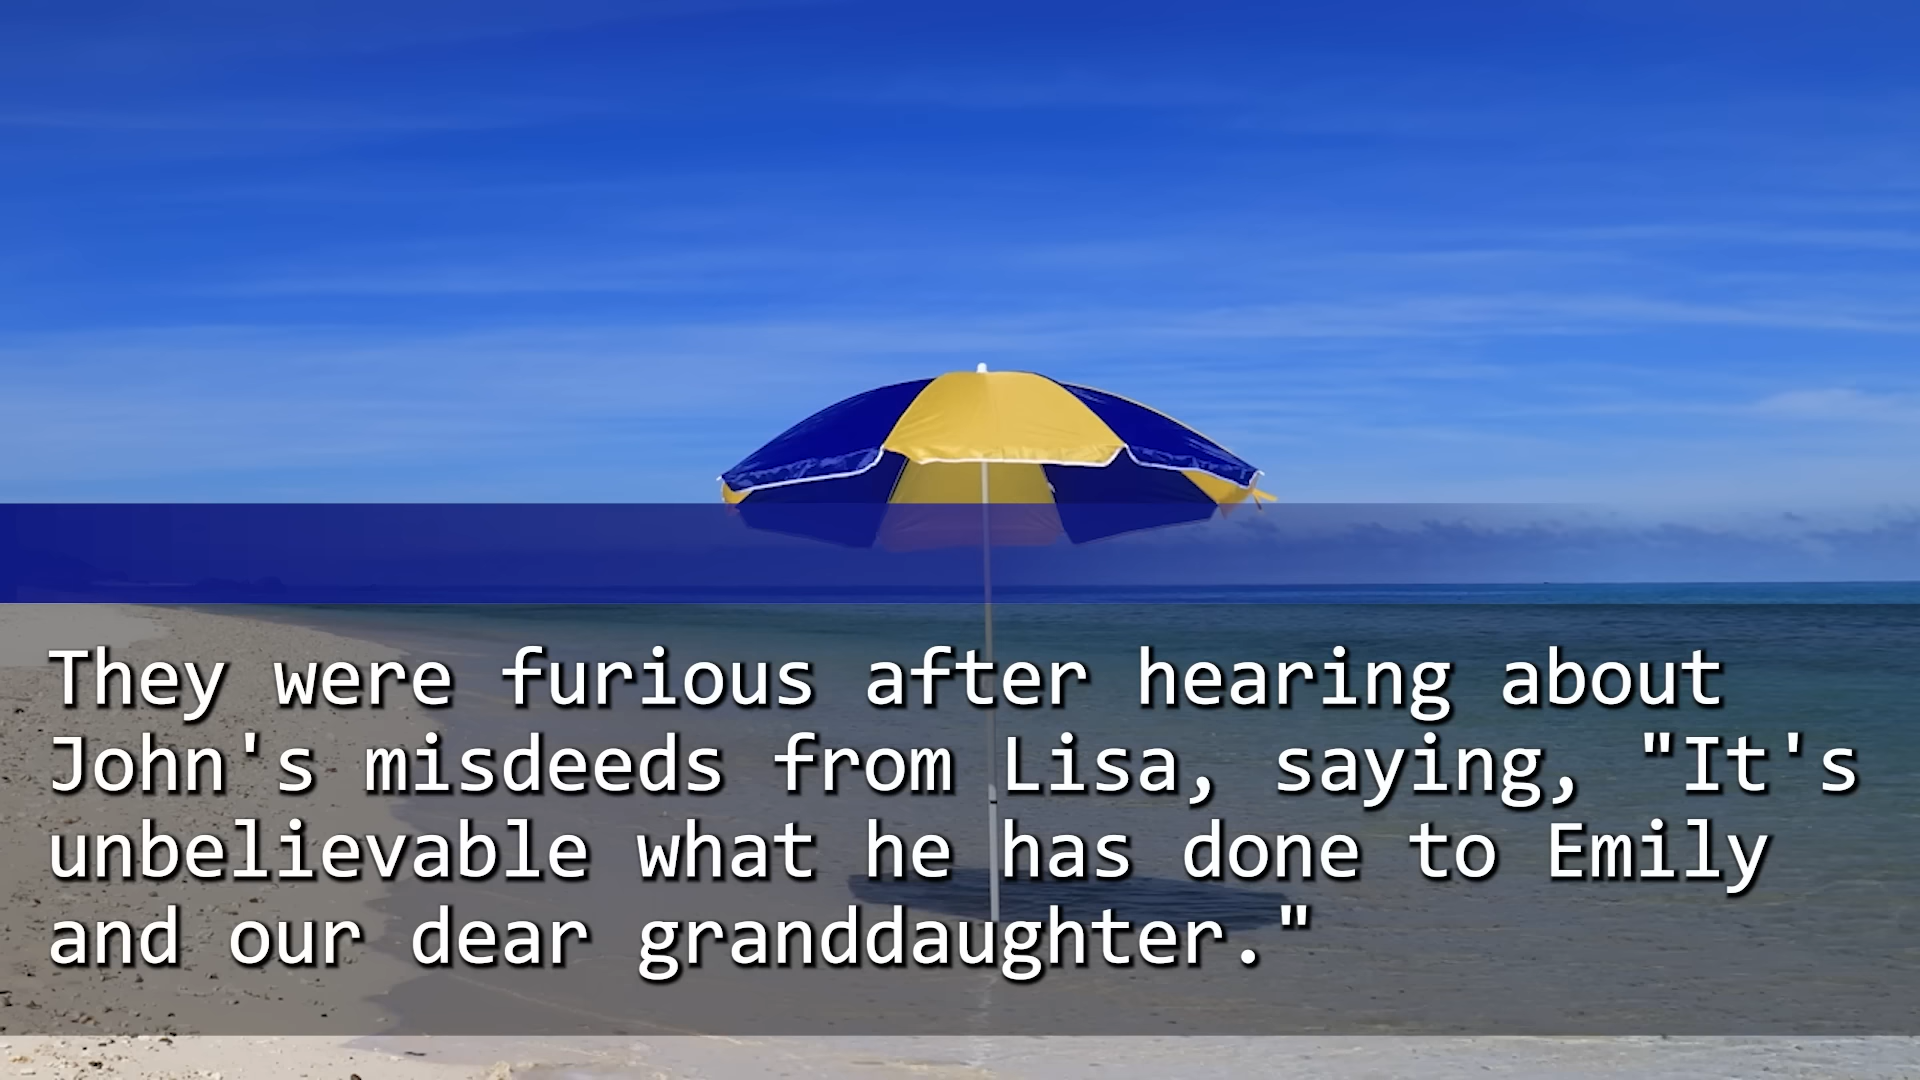 They were furious after hearing about
John's misdeeds from Lisa, saying, "It's
unbelievable what he has done to Emily
and our dear granddaughter."